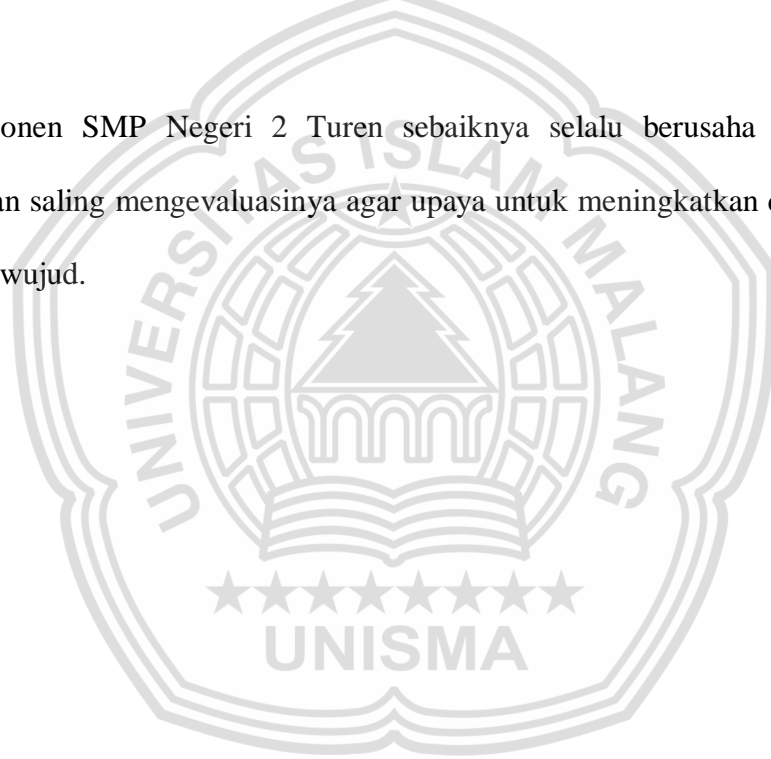 onen SMP Negeri 2 Turen sebaiknya selalu berusaha
an saling mengevaluasinya agar upaya untuk meningkatkan
wujud.
UNIVERSITAS ISLAM MALANG
UNISMA